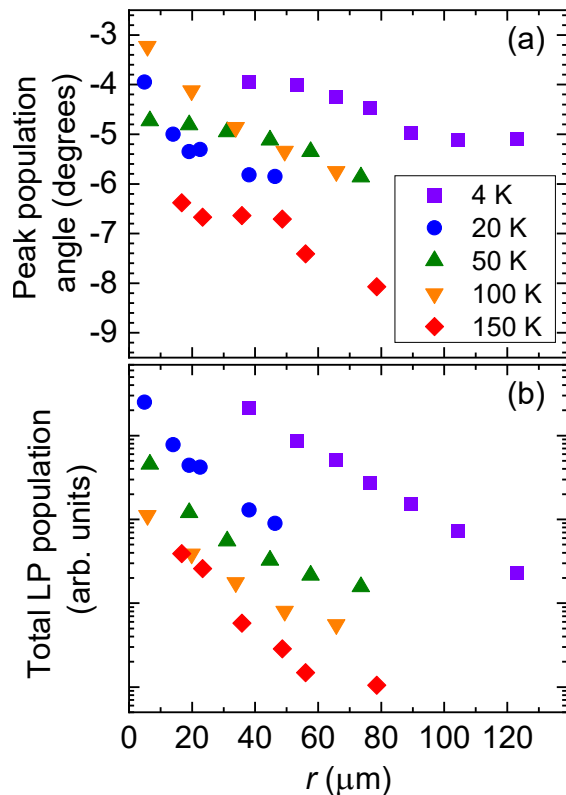 (a)
-3
-4
-5
-6
-7
-8
-9
Peak population
angle (degrees)
4 K
20 K
50 K
100 K
150 K
(b)
Total LP population
(arb. units)
0 20 40 60 80 100 120
r (μm)